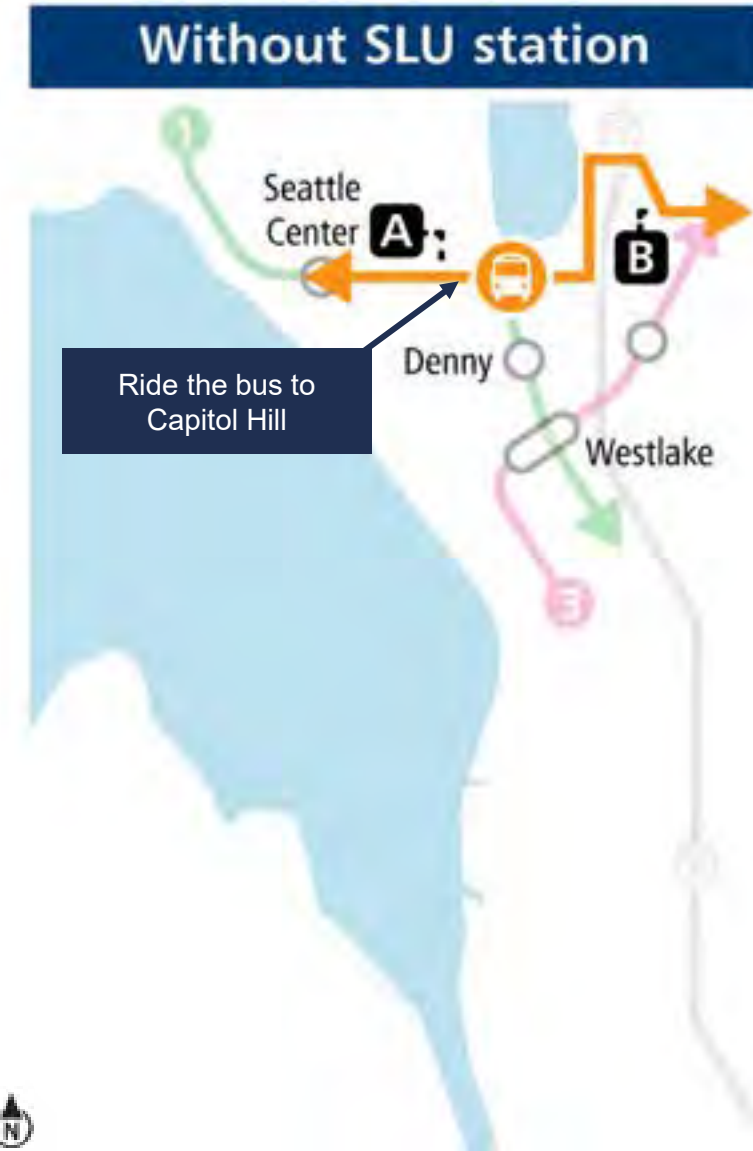 Without SLU station
1
Seattle
Center
A
B
Ride the bus to
Capitol Hill
Denny
Westlake
3
N